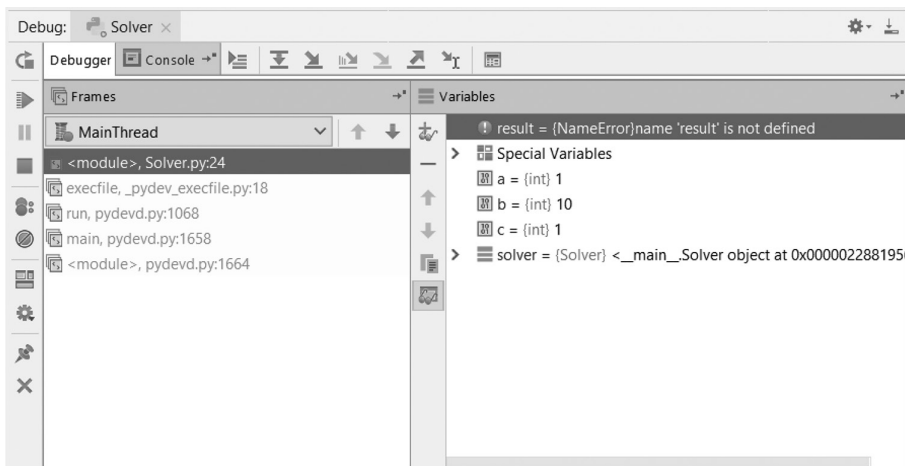 Debug: Solver
Debugger Console
Frames
MainThread
<module>, Solver.py:24
execfile, _pydev_execfile.py:18
run, pydevd.py:1068
main, pydevd.py:1658
<module>, pydevd.py:1664
Variables
result = {NameError}name 'result' is not defined
Special Variables
a = {int} 1
b = {int} 10
c = {int} 1
solver = {Solver} <__main__.Solver object at 0x0000022881950